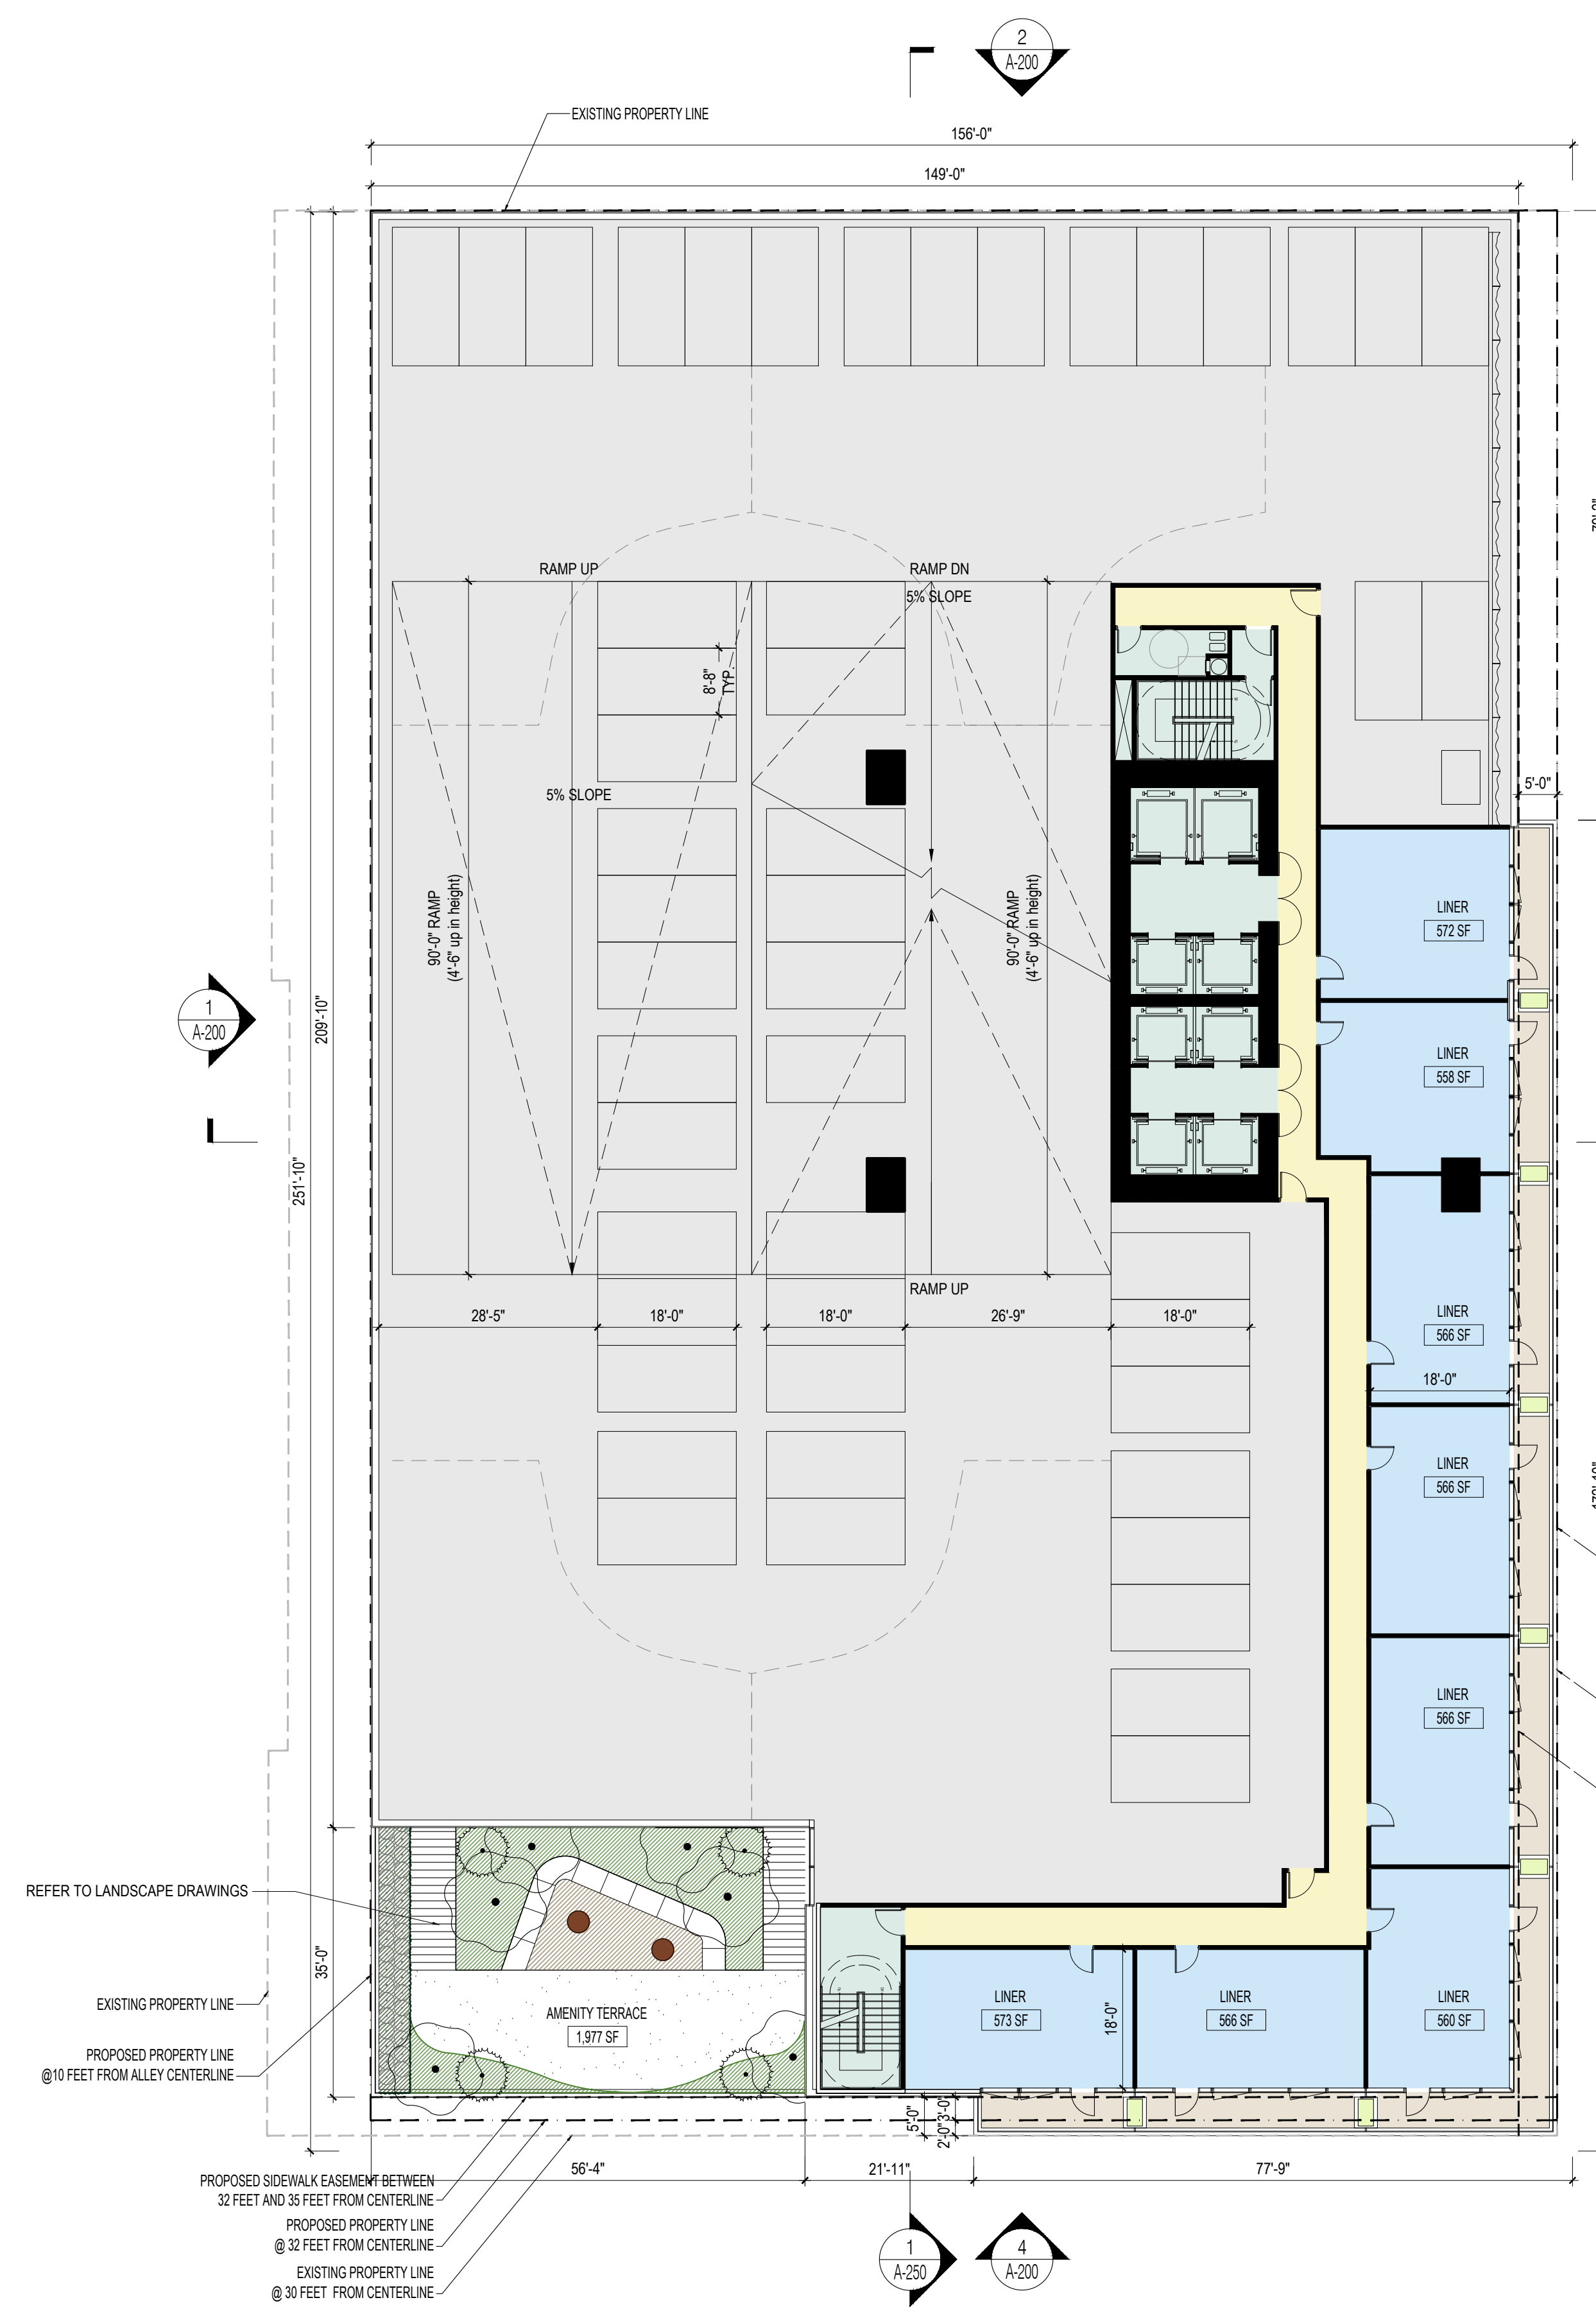 2
A-200
EXISTING PROPERTY LINE
156'-0"
149'-0"
RAMP UP
RAMP DN
5% SLOPE
8'-8"
TYP.
5% SLOPE
5'-0"
90'-0" RAMP
(4'-6" up in height)
90'-0" RAMP
(4'-6" up in height)
LINER
572 SF
1
A-200
209'-10"
LINER
558 SF
251'-10"
RAMP UP
LINER
566 SF
28'-5"
18'-0"
18'-0"
26'-9"
18'-0"
18'-0"
LINER
566 SF
LINER
566 SF
REFER TO LANDSCAPE DRAWINGS
35'-0"
EXISTING PROPERTY LINE
AMENITY TERRACE
1,977 SF
LINER
573 SF
18'-0"
LINER
566 SF
LINER
560 SF
PROPOSED PROPERTY LINE
@10 FEET FROM ALLEY CENTERLINE
5'-0"
3'-0"
2'-0"
56'-4"
21'-11"
77'-9"
PROPOSED SIDEWALK EASEMENT BETWEEN
32 FEET AND 35 FEET FROM CENTERLINE
PROPOSED PROPERTY LINE
@ 32 FEET FROM CENTERLINE
EXISTING PROPERTY LINE
@ 30 FEET FROM CENTERLINE
1
A-250
4
A-200